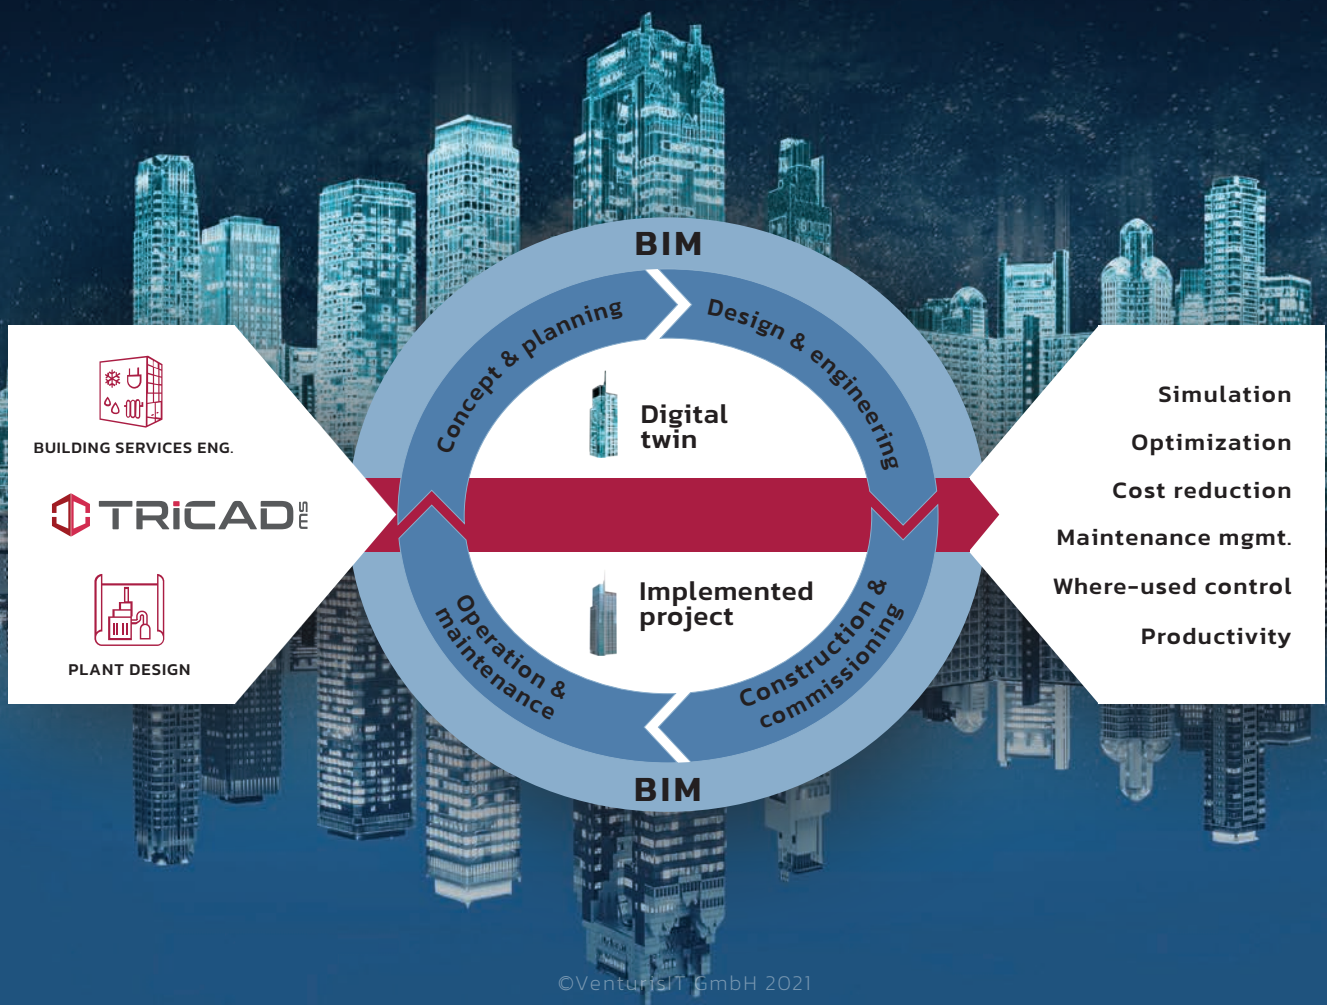 BIM
Concept & planning
Design & engineering
Digital
twin
Implemented
project
Operation &
maintenance
Construction &
commissioning
BIM
BUILDING SERVICES ENG.
TRiCAD MS
PLANT DESIGN
Simulation
Optimization
Cost reduction
Maintenance mgmt.
Where-used control
Productivity
©VenturisIT GmbH 2021